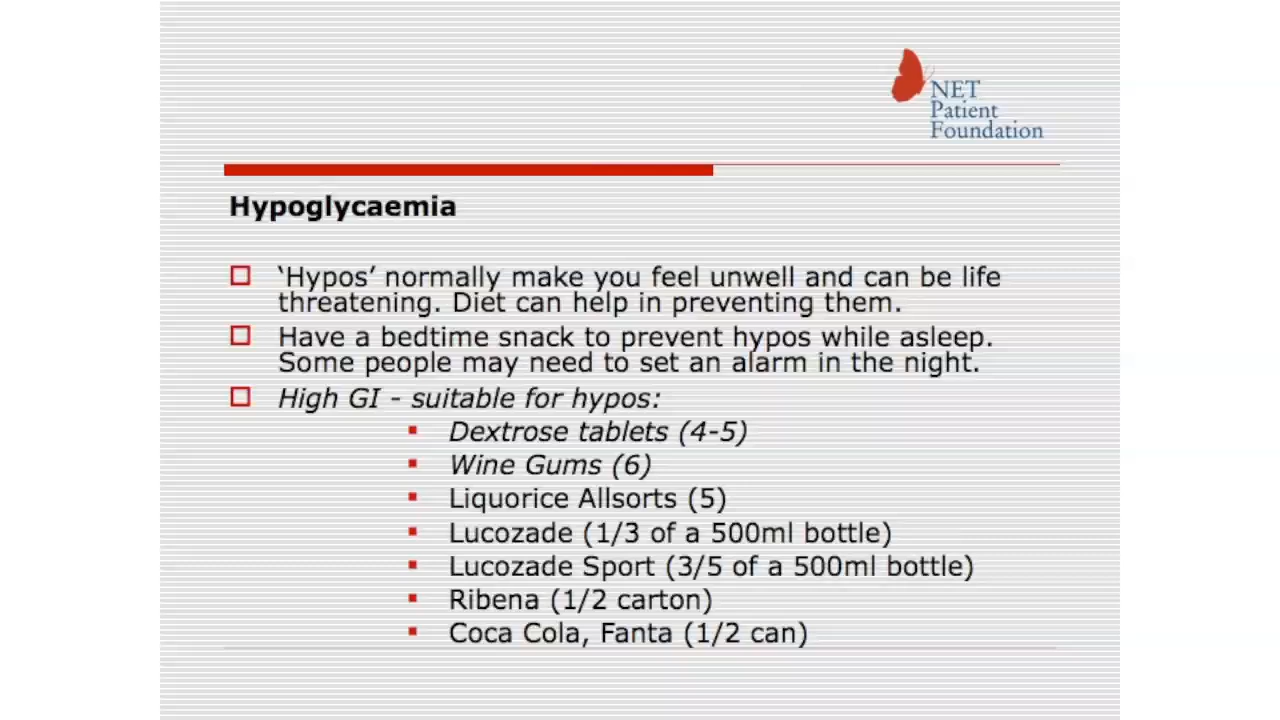 NET
Patient
Foundation
Hypoglycaemia
‘Hypos’ normally make you feel unwell and can be life
threatening. Diet can help in preventing them.
Have a bedtime snack to prevent hypos while asleep.
Some people may need to set an alarm in the night.
High GI - suitable for hypos:
Dextrose tablets (4-5)
Wine Gums (6)
Liquorice Allsorts (5)
Lucozade (1/3 of a 500ml bottle)
Lucozade Sport (3/5 of a 500ml bottle)
Ribena (1/2 carton)
Coca Cola, Fanta (1/2 can)